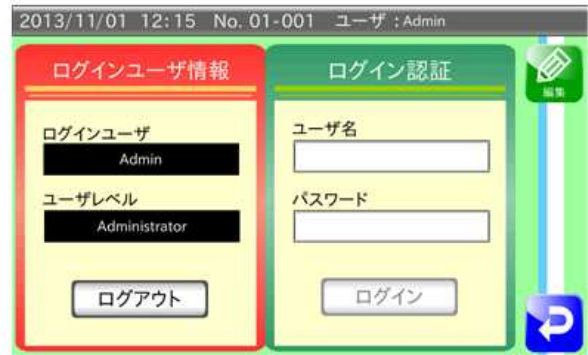 2013/11/01 12:15 No. 01-001 ユーザ :Admin
ログインユーザ情報
ログインユーザ
Admin
ユーザレベル
Administrator
ログアウト
ログイン認証
ユーザ名
パスワード
ログイン
編集